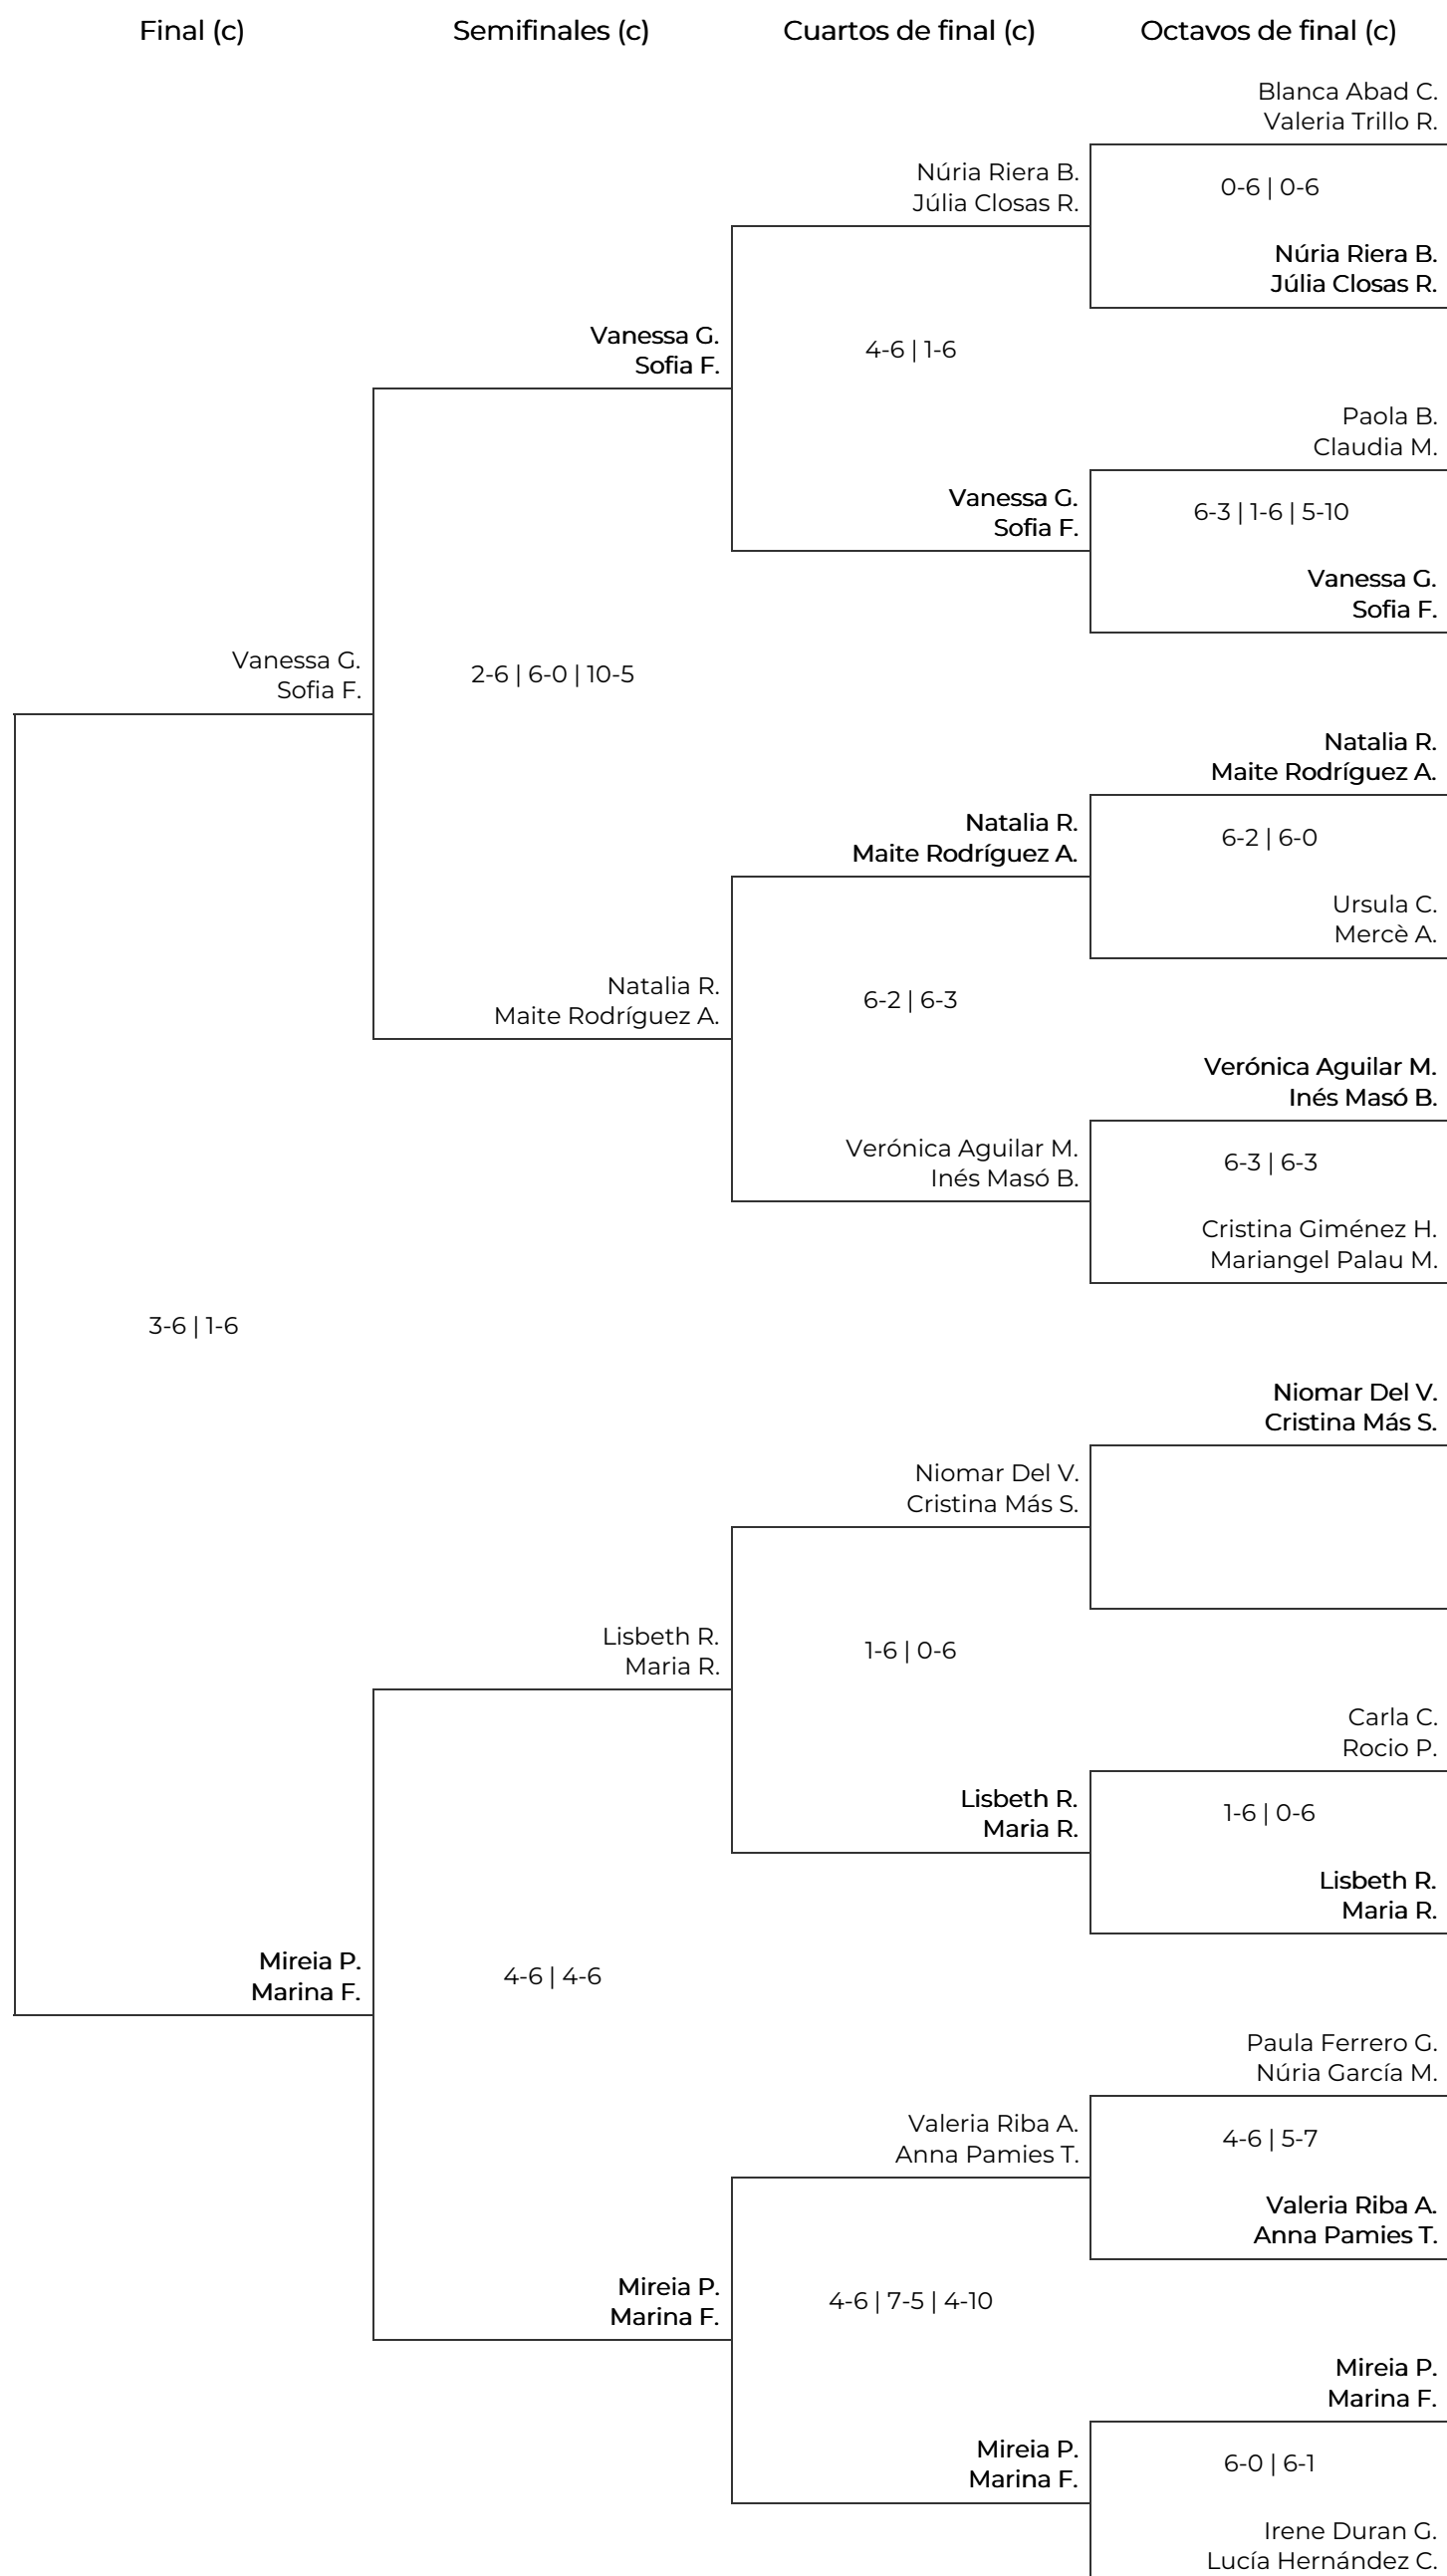 Final (c) Semifinales (c) Cuartos de final (c) Octavos de final (c)
Blanca Abad C.
Valeria Trillo R.
Núria Riera B.
Júlia Closas R.
0-6 | 0-6
Núria Riera B.
Júlia Closas R.
Vanessa G.
Sofia F.
4-6 | 1-6
Paola B.
Claudia M.
Vanessa G.
Sofia F.
6-3 | 1-6 | 5-10
Vanessa G.
Sofia F.
Vanessa G.
Sofia F.
2-6 | 6-0 | 10-5
Natalia R.
Maite Rodríguez A.
Natalia R.
Maite Rodríguez A.
6-2 | 6-0
Ursula C.
Mercè A.
Natalia R.
Maite Rodríguez A.
6-2 | 6-3
Verónica Aguilar M.
Inés Masó B.
Verónica Aguilar M.
Inés Masó B.
6-3 | 6-3
Cristina Giménez H.
Mariangel Palau M.
3-6 | 1-6
Niomar Del V.
Cristina Más S.
Niomar Del V.
Cristina Más S.
Lisbeth R.
Maria R.
1-6 | 0-6
Carla C.
Rocio P.
Lisbeth R.
Maria R.
1-6 | 0-6
Lisbeth R.
Maria R.
Mireia P.
Marina F.
4-6 | 4-6
Paula Ferrero G.
Núria García M.
Valeria Riba A.
Anna Pamies T.
4-6 | 5-7
Valeria Riba A.
Anna Pamies T.
Mireia P.
Marina F.
4-6 | 7-5 | 4-10
Mireia P.
Marina F.
Mireia P.
Marina F.
6-0 | 6-1
Irene Duran G.
Lucía Hernández C.